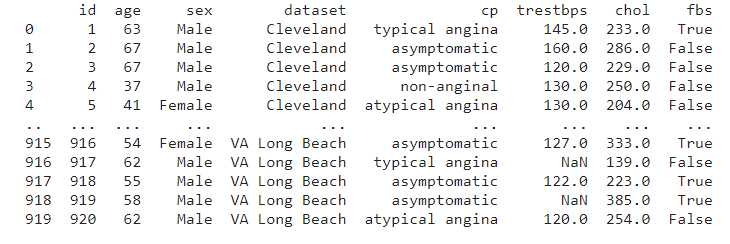 id age sex dataset cp trestbps chol fbs
0 1 63 Male Cleveland typical angina 145.0 233.0 True
1 2 67 Male Cleveland asymptomatic 160.0 286.0 False
2 3 67 Male Cleveland asymptomatic 120.0 229.0 False
3 4 37 Male Cleveland non-anginal 130.0 250.0 False
4 5 41 Female Cleveland atypical angina 130.0 204.0 False
.. ... ... ... ... ... ... ... ...
915 916 54 Female VA Long Beach asymptomatic 127.0 333.0 True
916 917 62 Male VA Long Beach typical angina NaN 139.0 False
917 918 55 Male VA Long Beach asymptomatic 122.0 223.0 True
918 919 58 Male VA Long Beach asymptomatic NaN 385.0 True
919 920 62 Male VA Long Beach atypical angina 120.0 254.0 False